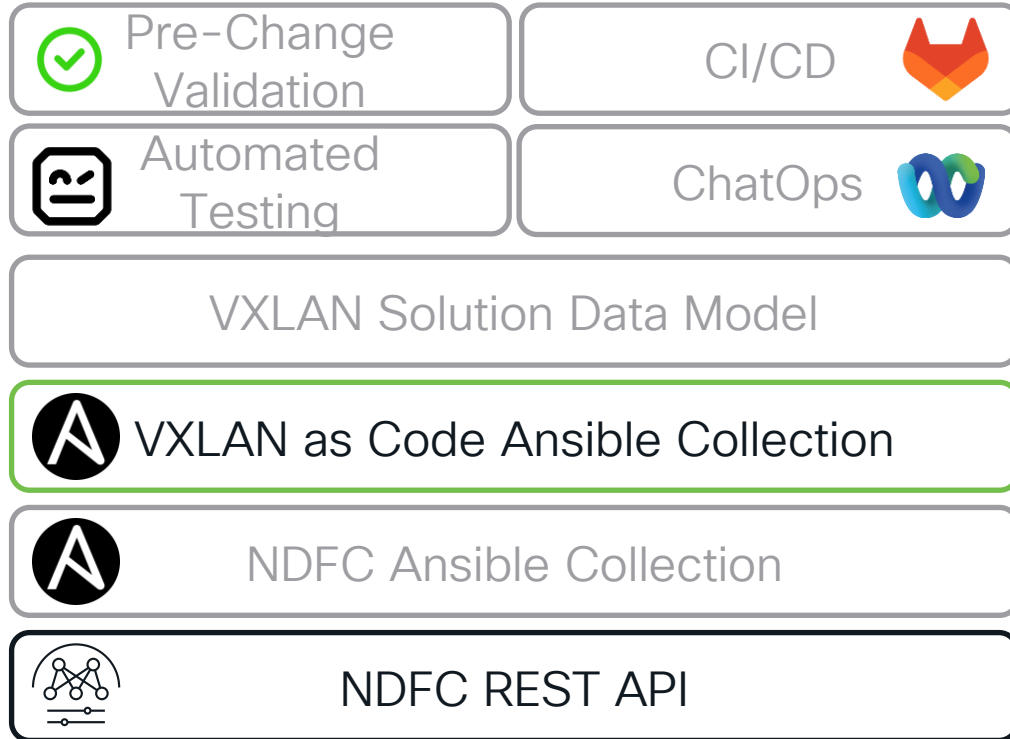 Pre-Change
Validation
CI/CD
Automated
Testing
ChatOps
VXLAN Solution Data Model
VXLAN as Code Ansible Collection
NDFC Ansible Collection
NDFC REST API